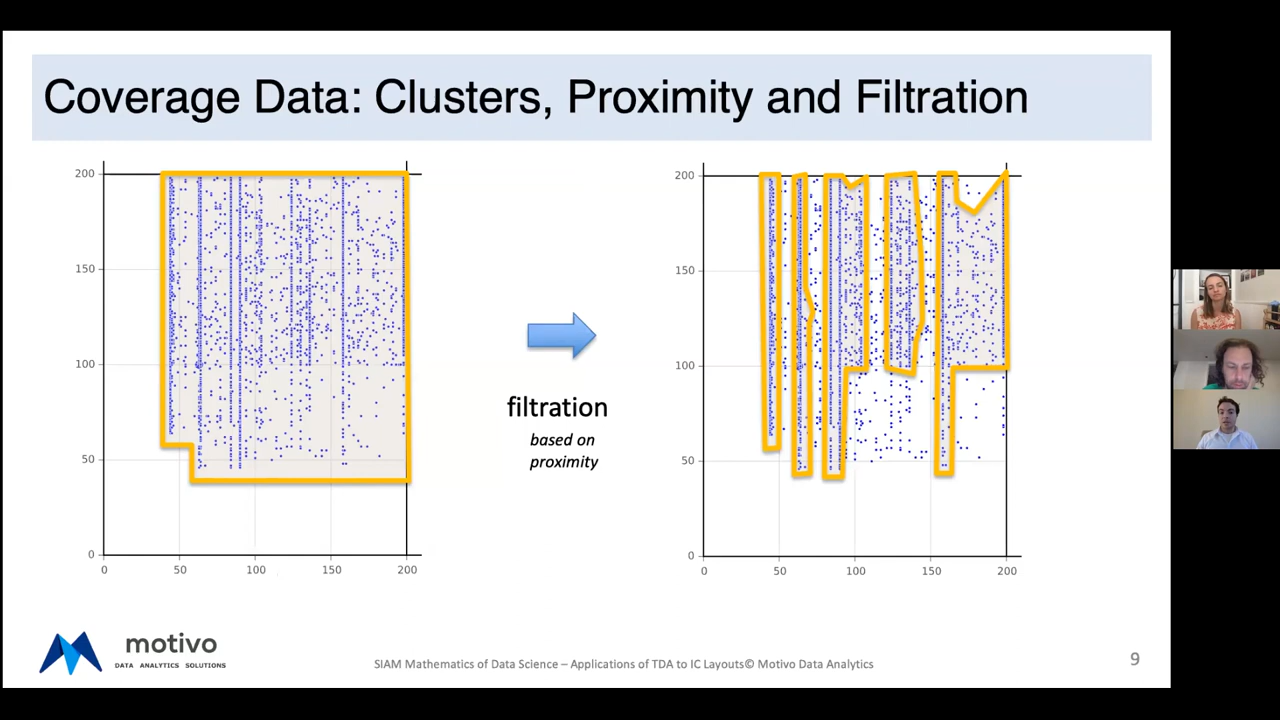 Coverage Data: Clusters, Proximity and Filtration
200
150
100
50
0
0 50 100 150 200
filtration
based on
proximity
200
150
100
50
0
0 50 100 150 200
motivo
DATA ANALYTICS SOLUTIONS
SIAM Mathematics of Data Science – Applications of TDA to IC Layouts© Motivo Data Analytics
9